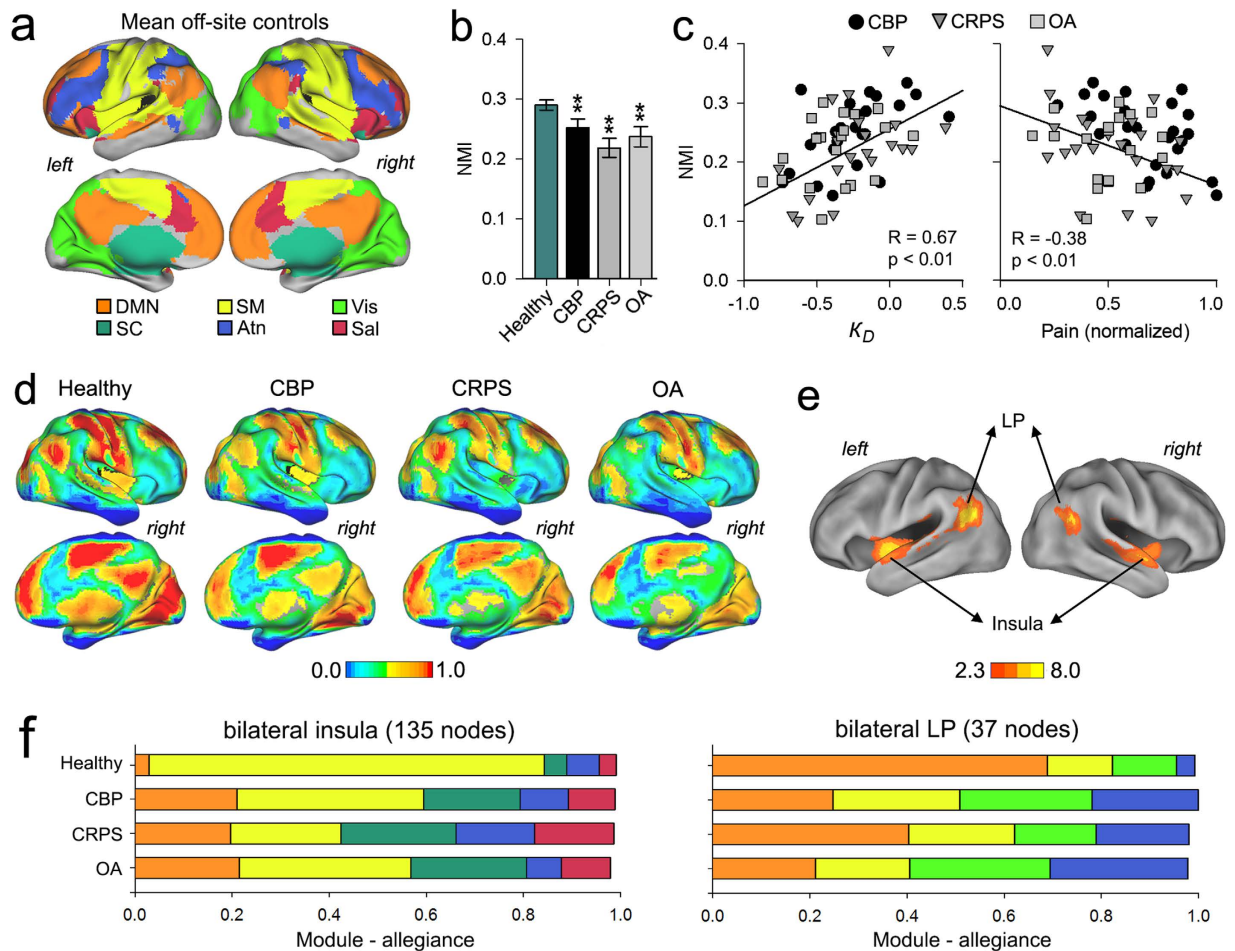 a
Mean off-site controls
left
right
DMN
SM
Vis
SC
Atn
Sal
b
NMI
0.4
0.3
0.2
0.3
0.0
**
**
**
Healthy
CBP
CRPS
OA
c
CBP
CRPS
OA
NMI
0.4
0.3
0.2
0.1
0.0
R = 0.67
p < 0.01
-1.0
-0.5
0.0
0.5
K_D
R = -0.38
p < 0.01
0.0
0.5
1.0
Pain (normalized)
d
Healthy
CBP
CRPS
OA
right
right
right
right
0.0
1.0
e
LP
left
right
Insula
2.3
8.0
f
bilateral insula (135 nodes)
Healthy
CBP
CRPS
OA
0.0
0.2
0.4
0.6
0.8
1.0
Module - allegiance
bilateral LP (37 nodes)
0.0
0.2
0.4
0.6
0.8
1.0
Module - allegiance